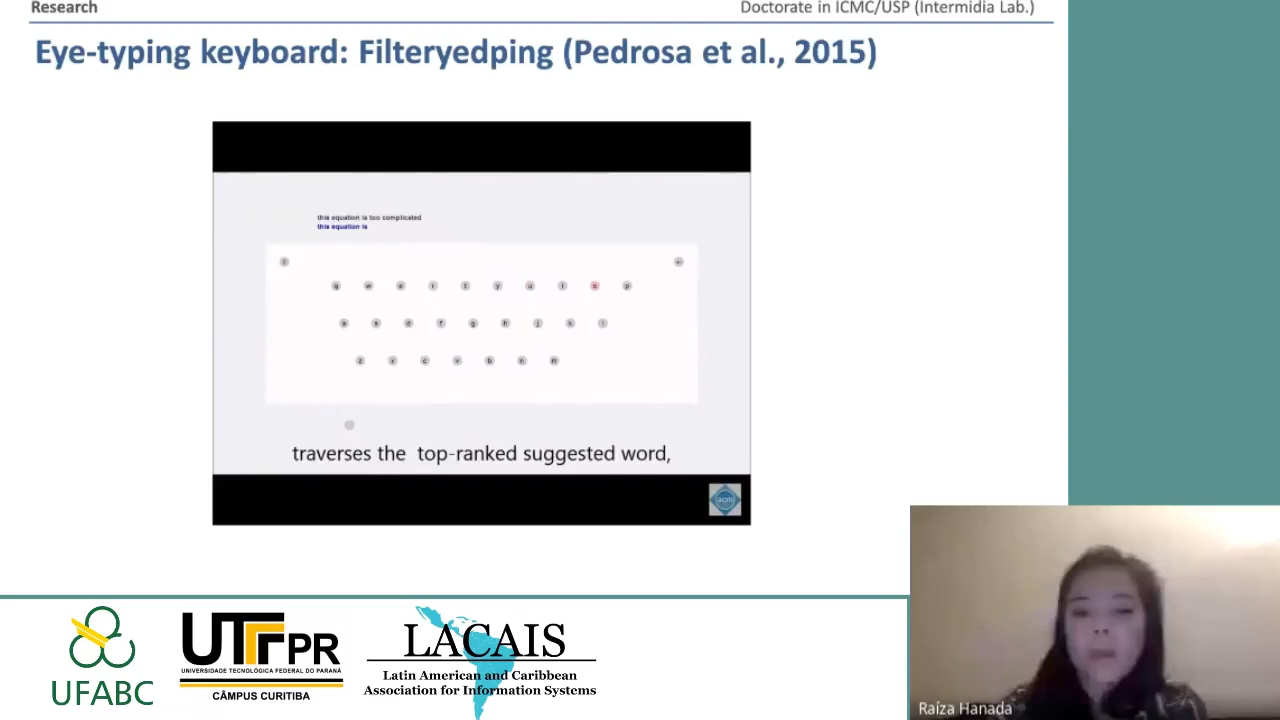 Research
Doctorate in ICMC/USP (Intermidia Lab.)
Eye-typing keyboard: Filteryedping (Pedrosa et al., 2015)
this equation is too complicated
this equation is
q w e r t y u i o p
a s d f g h j k l
z x c v b n m
traverses the top-ranked suggested word,
acm
UFABC
UTFPR
UNIVERSIDADE TECNOLÓGICA FEDERAL DO PARANÁ
CÂMPUS CURITIBA
LACAIS
Latin American and Caribbean
Association for Information Systems
Raíza Hanada